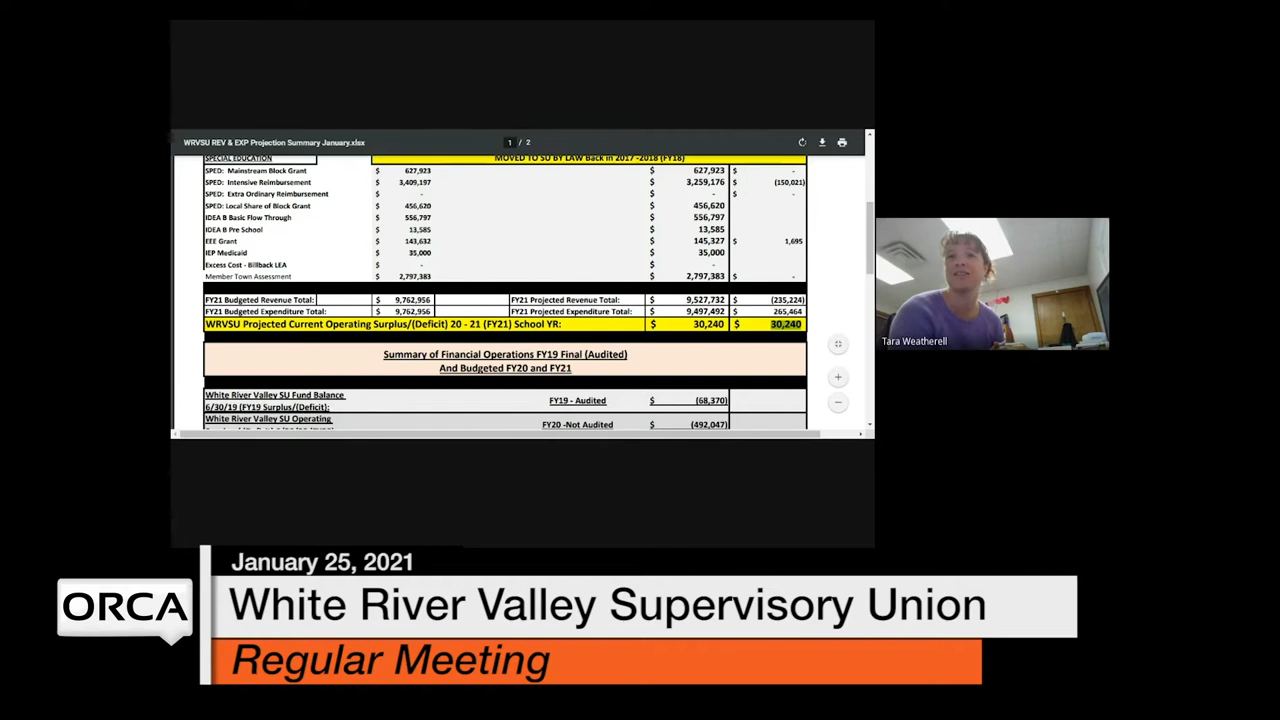 WRVSU REV & EXP Projection Summary January.xlsx 1 / 2
SPECIAL EDUCATION MOVED TO SU BY LAW Back in 2017 -2018 (FY18)
SPED: Mainstream Block Grant $ 627,923 $ 627,923 $ -
SPED: Intensive Reimbursement $ 3,409,197 $ 3,259,176 $ (150,021)
SPED: Extra Ordinary Reimbursement $ - $ -
SPED: Local Share of Block Grant $ 456,620 $ 456,620
IDEA B Basic Flow Through $ 556,797 $ 556,797
IDEA B Pre School $ 13,585 $ 13,585
EEE Grant $ 143,632 $ 145,327 $ 1,695
IEP Medicaid $ 35,000 $ 35,000
Excess Cost - Billback LEA $ - $ -
Member Town Assessment $ 2,797,383 $ 2,797,383 $ -
FY21 Budgeted Revenue Total: $ 9,762,956 FY21 Projected Revenue Total: $ 9,527,732 $ (235,224)
FY21 Budgeted Expenditure Total: $ 9,762,956 FY21 Projected Expenditure Total: $ 9,497,492 $ 265,464
WRVSU Projected Current Operating Surplus/(Deficit) 20 - 21 (FY21) School YR: $ 30,240 $ 30,240
Summary of Financial Operations FY19 Final (Audited)
And Budgeted FY20 and FY21
White River Valley SU Fund Balance
6/30/19 (FY19 Surplus/(Deficit): FY19 - Audited $ (68,370)
White River Valley SU Operating
FY20 -Not Audited $ (492,047)
Tara Weatherell
January 25, 2021
ORCA
White River Valley Supervisory Union
Regular Meeting